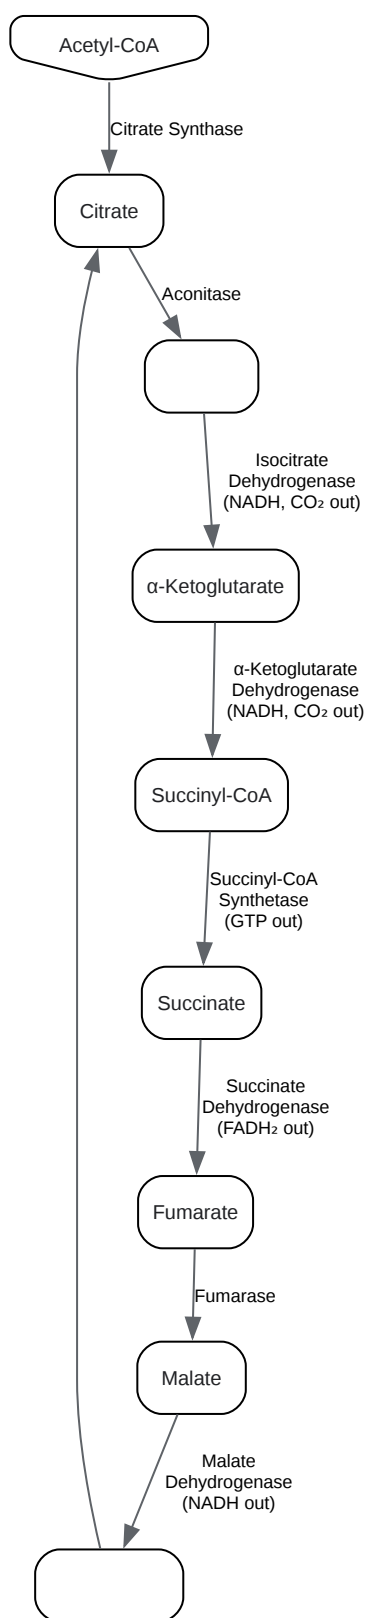 Acetyl-CoA
Citrate Synthase
Citrate
Aconitase
Isocitrate
Dehydrogenase
(NADH, CO₂ out)
α-Ketoglutarate
α-Ketoglutarate
Dehydrogenase
(NADH, CO₂ out)
Succinyl-CoA
Succinyl-CoA
Synthetase
(GTP out)
Succinate
Succinate
Dehydrogenase
(FADH₂ out)
Fumarate
Fumarase
Malate
Malate
Dehydrogenase
(NADH out)